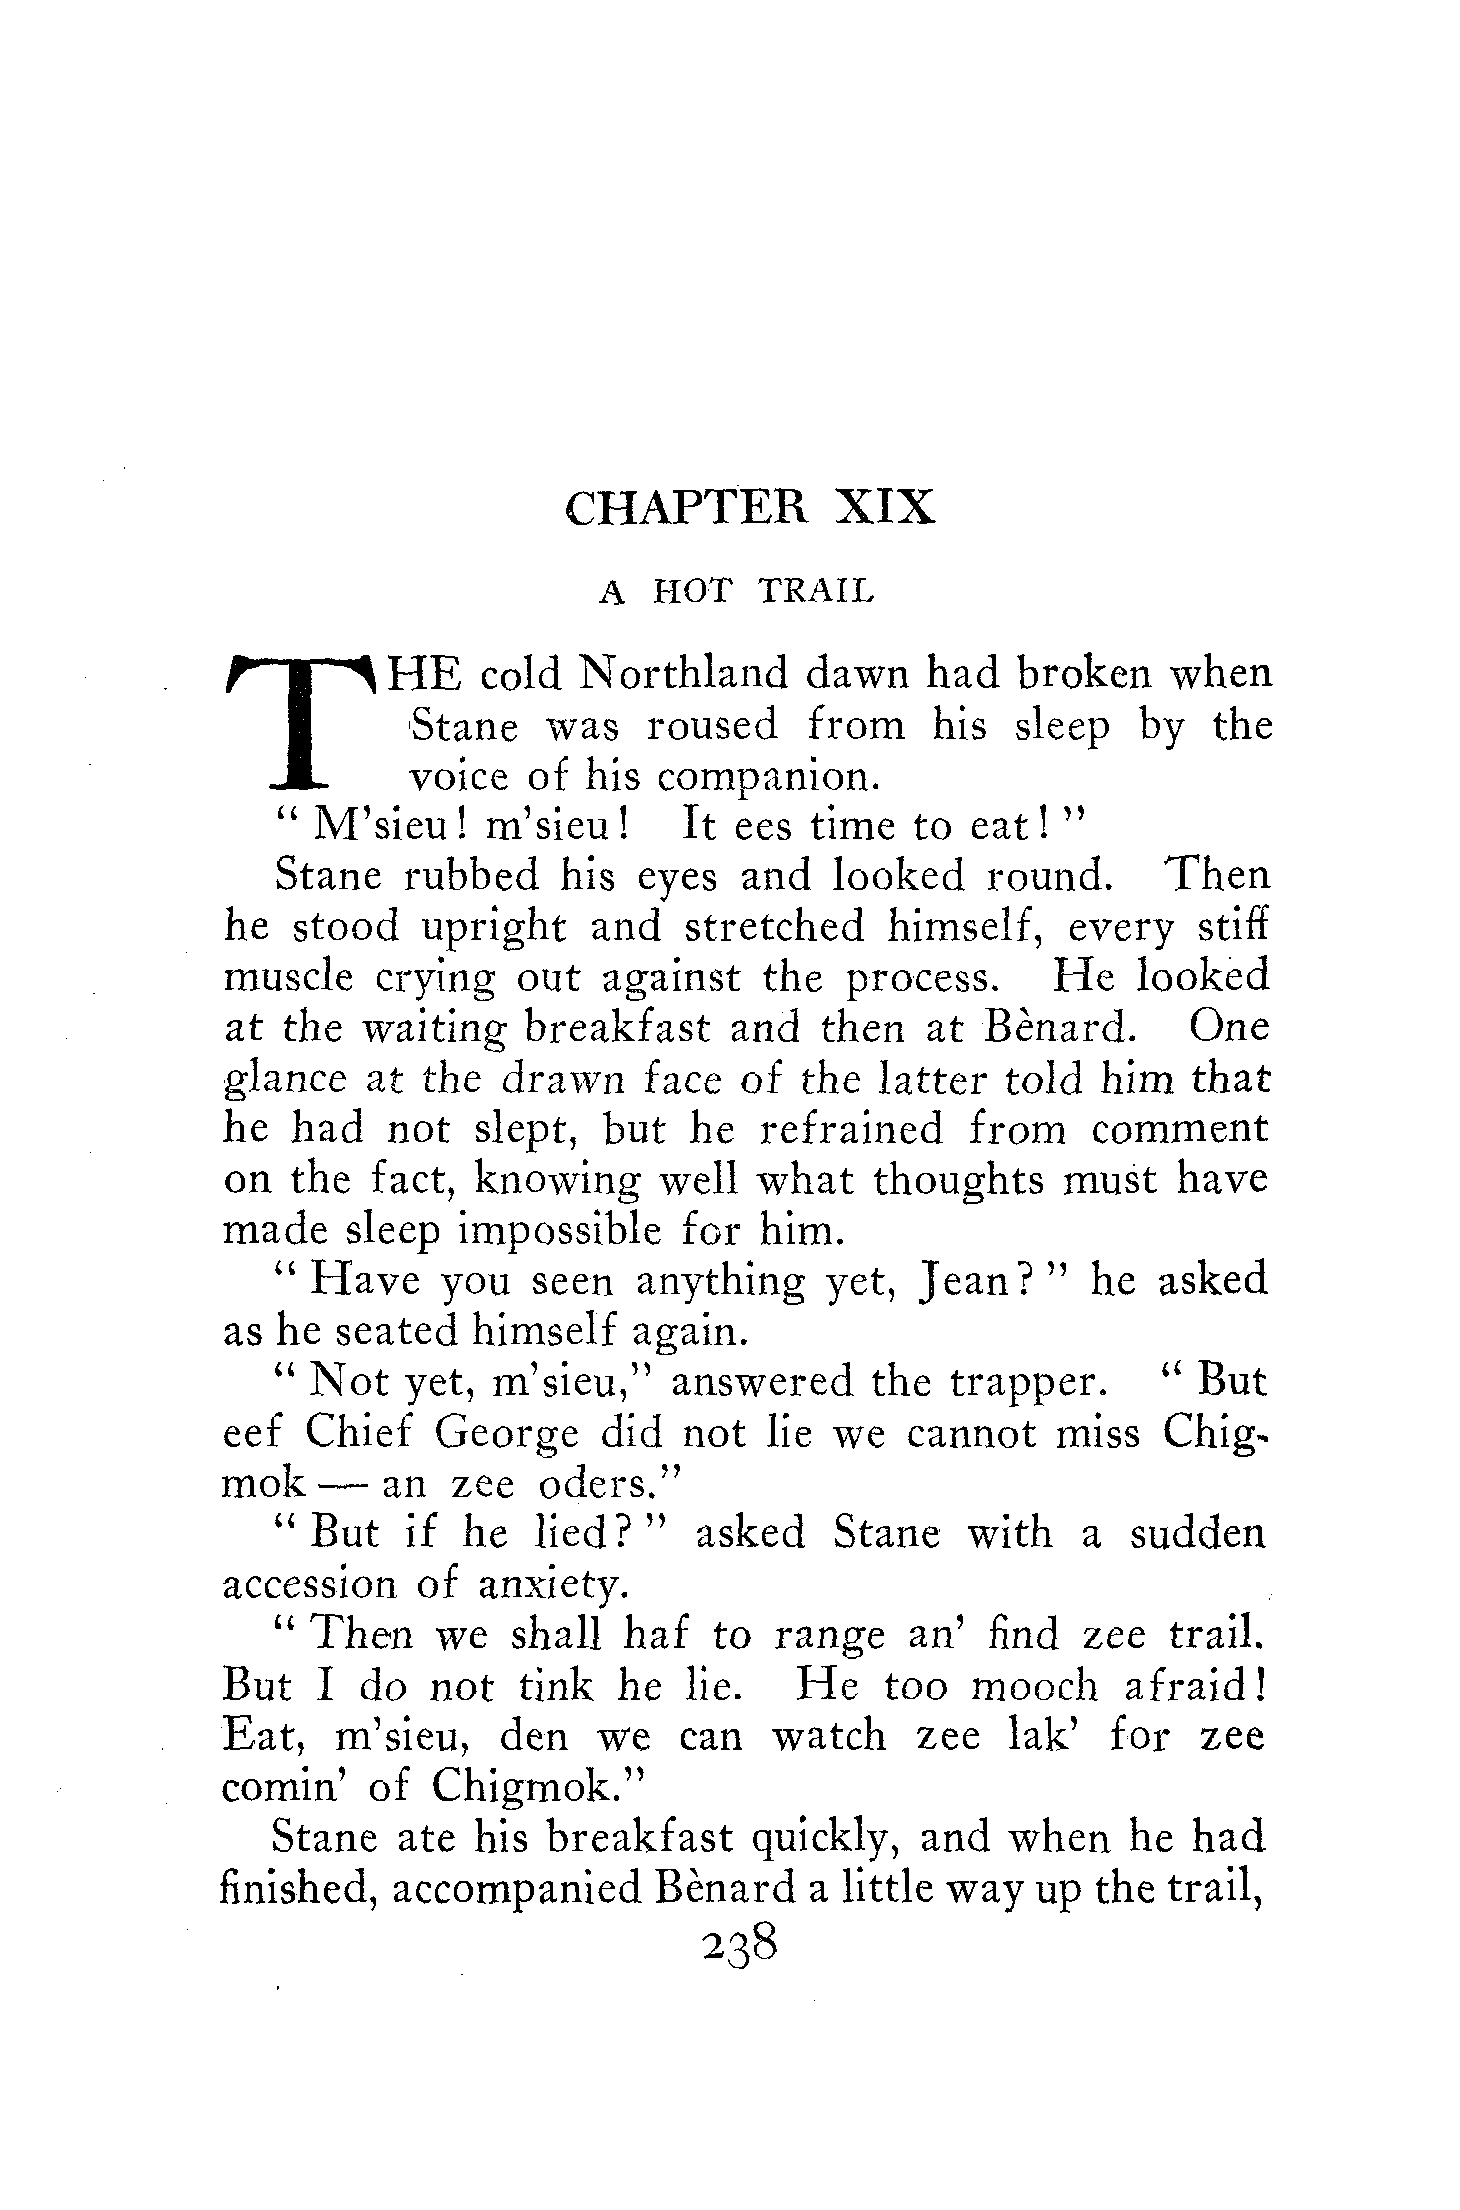 CHAPTER XIX
A HOT TRAIL
THE cold Northland dawn had broken when
Stane was roused from his sleep by the
voice of his companion.
" M'sieu! m'sieu! It ees time to eat! "
Stane rubbed his eyes and looked round. Then
he stood upright and stretched himself, every stiff
muscle crying out against the process. He looked
at the waiting breakfast and then at Bènard. One
glance at the drawn face of the latter told him that
he had not slept, but he refrained from comment
on the fact, knowing well what thoughts must have
made sleep impossible for him.
" Have you seen anything yet, Jean? " he asked
as he seated himself again.
" Not yet, m'sieu," answered the trapper. " But
eef Chief George did not lie we cannot miss Chig-
mok — an zee oders."
" But if he lied? " asked Stane with a sudden
accession of anxiety.
" Then we shall haf to range an' find zee trail.
But I do not tink he lie. He too mooch afraid!
Eat, m'sieu, den we can watch zee lak' for zee
comin' of Chigmok."
Stane ate his breakfast quickly, and when he had
finished, accompanied Bènard a little way up the trail,
238